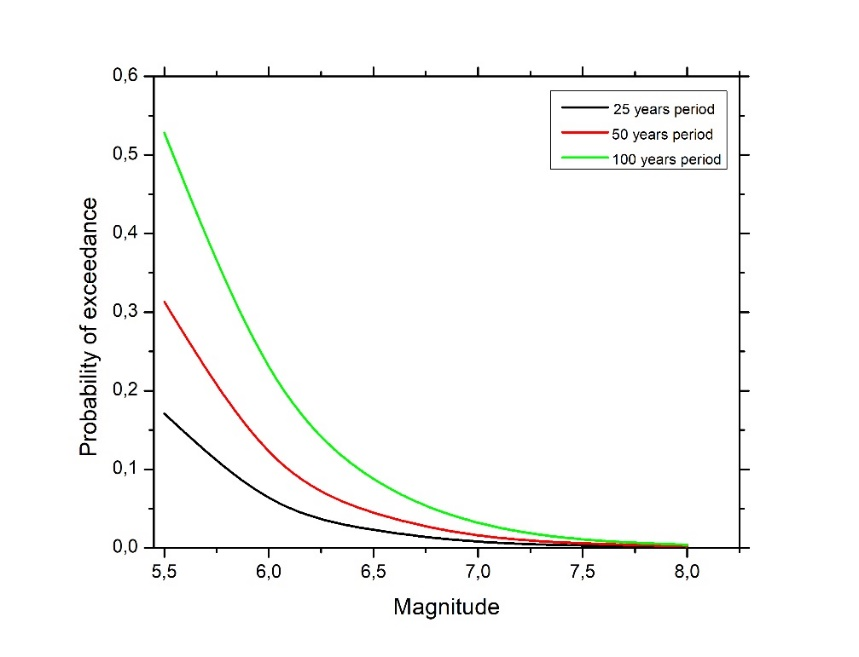 0,6
25 years period
50 years period
100 years period
0,5
0,4
0,3
0,2
0,1
0,0
Probability of exceedance
5,5 6,0 6,5 7,0 7,5 8,0
Magnitude